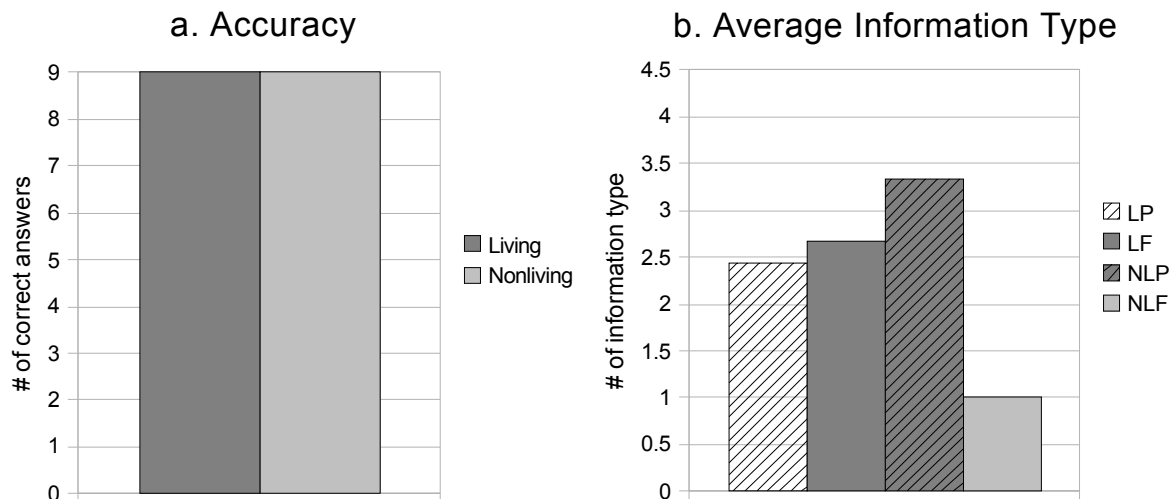 a. Accuracy
9
8
7
6
5
4
3
2
1
0
# of correct answers
Living
Nonliving
b. Average Information Type
4.5
4
3.5
3
2.5
2
1.5
1
0.5
0
# of information type
LP
LF
NLP
NLF